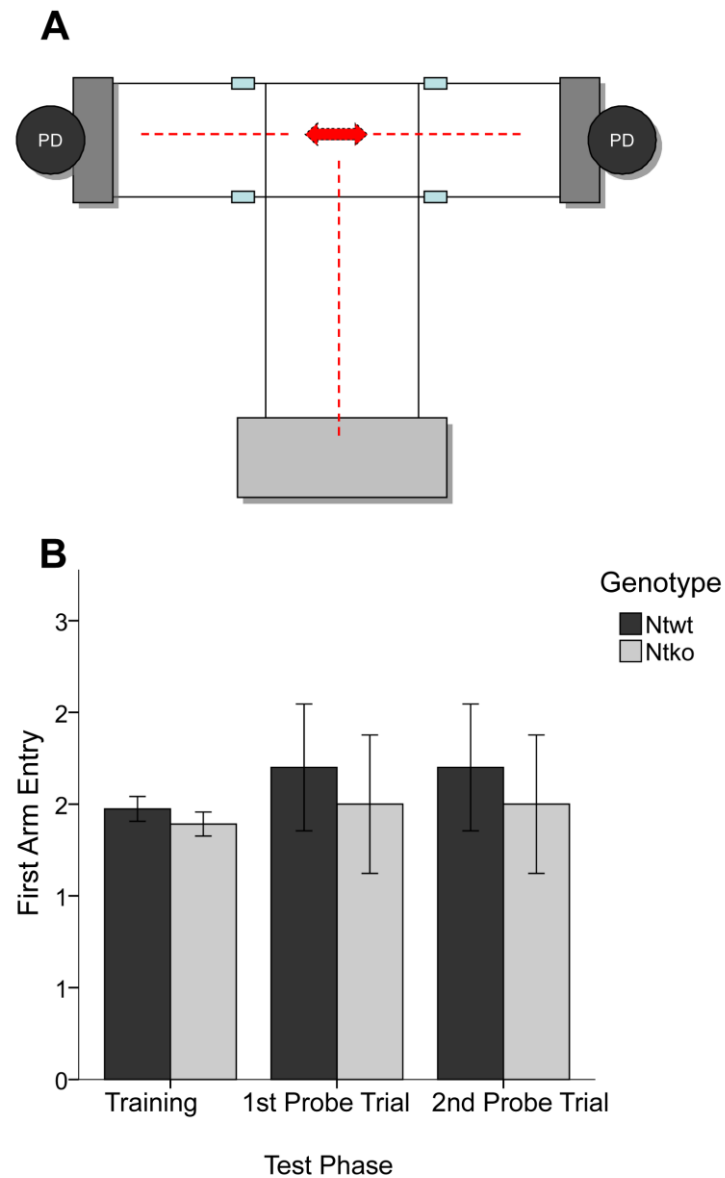 A
PD
PD
B
Genotype
Ntwt
Ntko
First Arm Entry
3
2
2
1
1
0
Training 1st Probe Trial 2nd Probe Trial
Test Phase